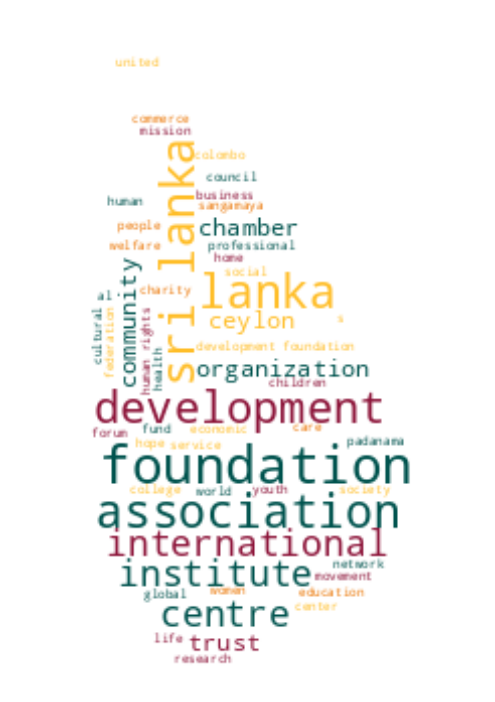 united
commerce
mission
colombo
council
human
business
sangamaya
people
chamber
welfare
professional
home
social
sri lanka
community
charity
al
lanka
cultural
federation
human rights
health
ceylon
s
development foundation
organization
children
development
forum
fund
economic
care
hope
service
padanama
foundation
college
world
youth
society
association
international
institute
network
movement
global
women
education
centre
center
life
trust
research